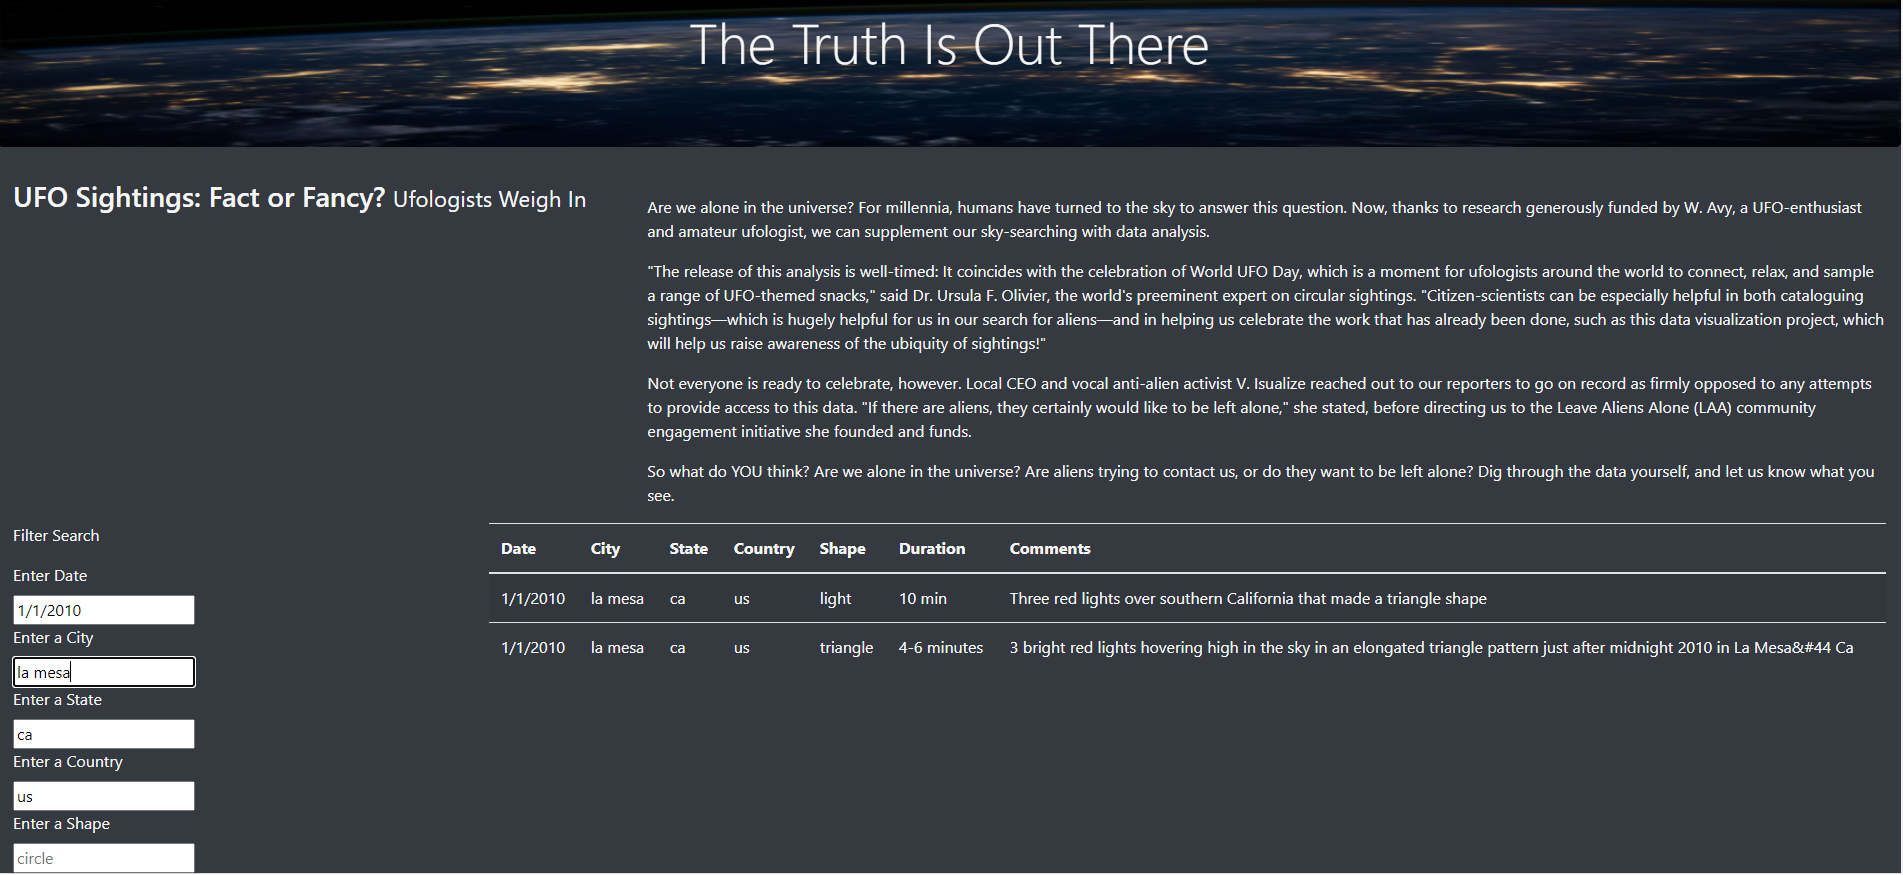 The Truth Is Out There
UFO Sightings: Fact or Fancy? Ufologists Weigh In
Are we alone in the universe? For millennia, humans have turned to the sky to answer this question. Now, thanks to research generously funded by W. Avy, a UFO-enthusiast
and amateur ufologist, we can supplement our sky-searching with data analysis.
"The release of this analysis is well-timed: It coincides with the celebration of World UFO Day, which is a moment for ufologists around the world to connect, relax, and sample
a range of UFO-themed snacks," said Dr. Ursula F. Olivier, the world's preeminent expert on circular sightings. "Citizen-scientists can be especially helpful in both cataloguing
sightings—which is hugely helpful for us in our search for aliens—and in helping us celebrate the work that has already been done, such as this data visualization project, which
will help us raise awareness of the ubiquity of sightings!"
Not everyone is ready to celebrate, however. Local CEO and vocal anti-alien activist V. Isualize reached out to our reporters to go on record as firmly opposed to any attempts
to provide access to this data. "If there are aliens, they certainly would like to be left alone," she stated, before directing us to the Leave Aliens Alone (LAA) community
engagement initiative she founded and funds.
So what do YOU think? Are we alone in the universe? Are aliens trying to contact us, or do they want to be left alone? Dig through the data yourself, and let us know what you
see.
Filter Search
Enter Date
1/1/2010
Enter a City
la mesa
Enter a State
ca
Enter a Country
us
Enter a Shape
circle
Date City State Country Shape Duration Comments
1/1/2010 la mesa ca us light 10 min Three red lights over southern California that made a triangle shape
1/1/2010 la mesa ca us triangle 4-6 minutes 3 bright red lights hovering high in the sky in an elongated triangle pattern just after midnight 2010 in La Mesa&#44 Ca